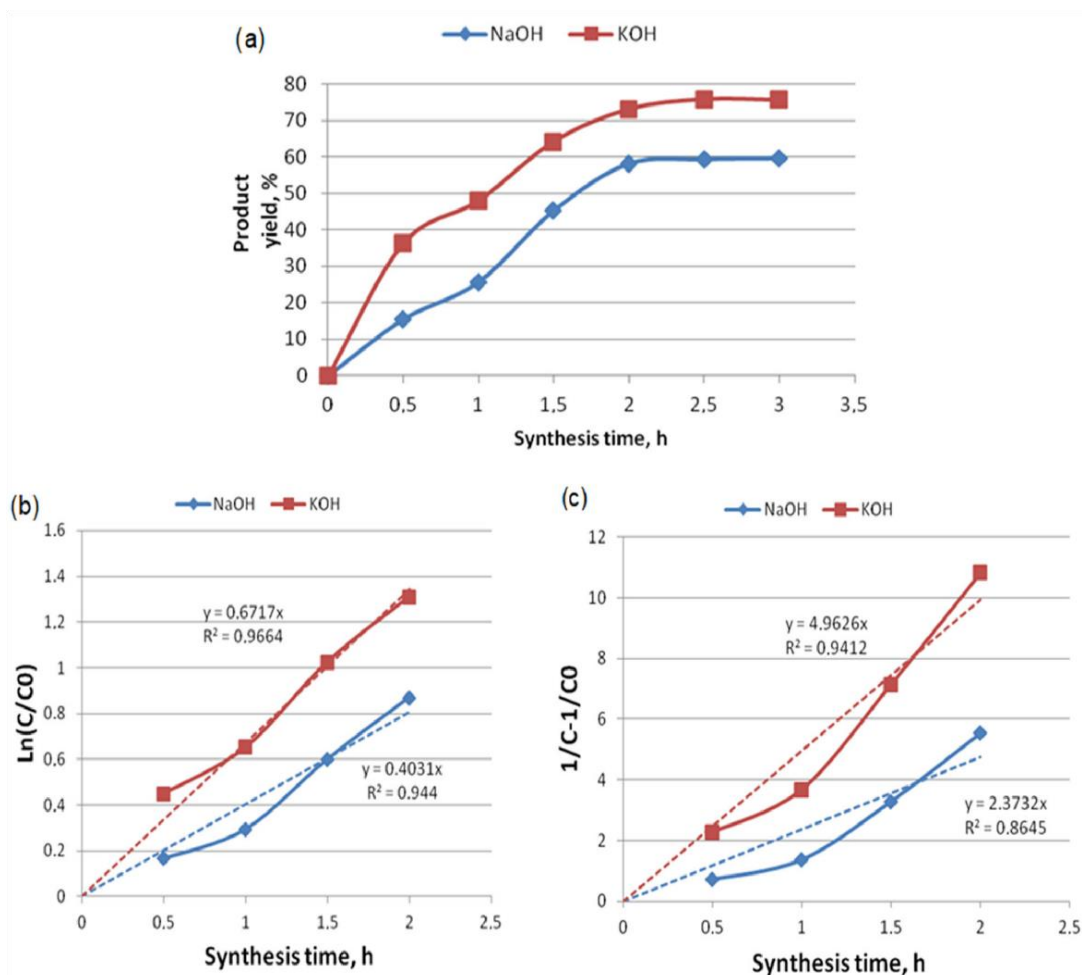 (a)
NaOH KOH
80
70
60
50
40
30
20
10
0
Product
yield, %
0 0,5 1 1,5 2 2,5 3 3,5
Synthesis time, h
(b)
NaOH KOH
1.6
1.4
1.2
1
0.8
0.6
0.4
0.2
0
Ln(C/C0)
y = 0.6717x
R² = 0.9664
y = 0.4031x
R² = 0.944
0 0.5 1 1.5 2 2.5
Synthesis time, h
(c)
NaOH KOH
12
10
8
6
4
2
0
1/C-1/C0
y = 4.9626x
R² = 0.9412
y = 2.3732x
R² = 0.8645
0 0.5 1 1.5 2 2.5
Synthesis time, h